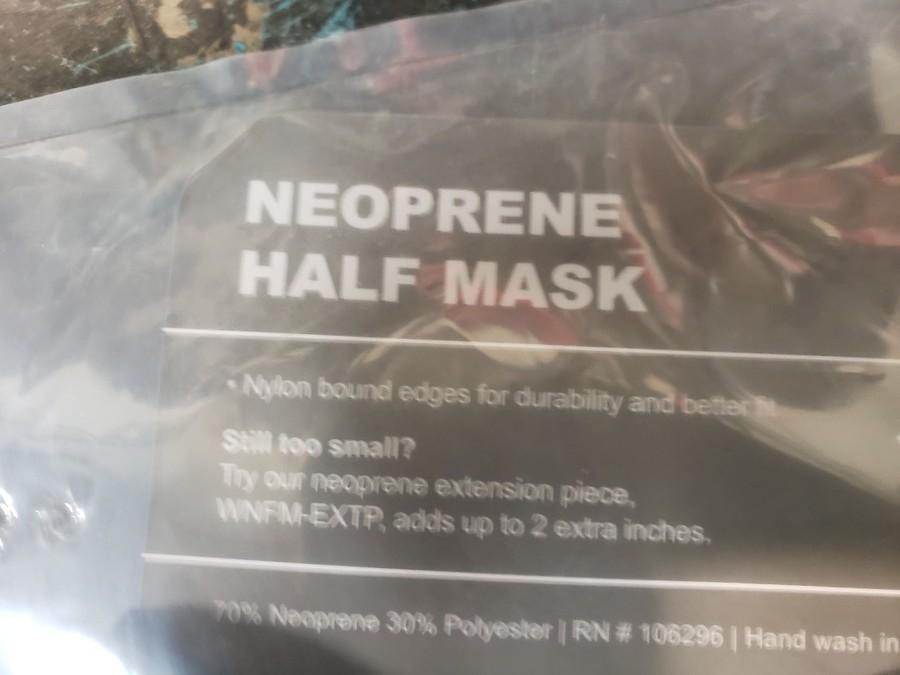 NEOPRENE
HALF MASK
• Nylon bound edges for durability and better fit
Still too small?
Try our neoprene extension piece,
WNFM-EXTP, adds up to 2 extra inches.
70% Neoprene 30% Polyester | RN # 106296 | Hand wash in